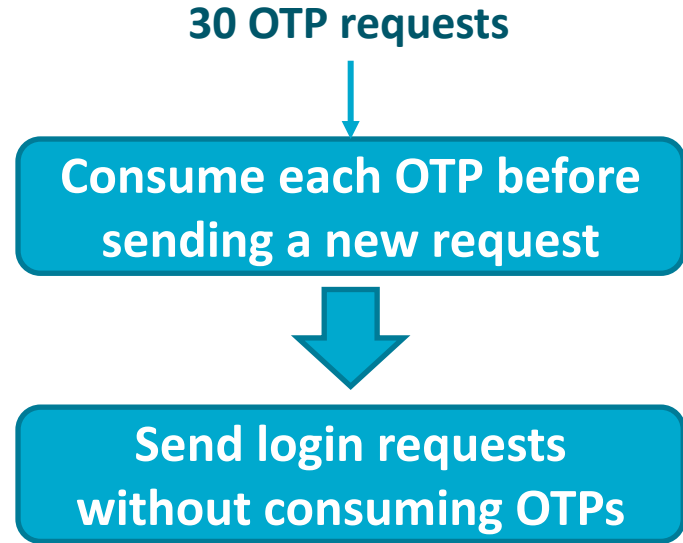 30 OTP requests
Consume each OTP before
sending a new request
Send login requests
without consuming OTPs